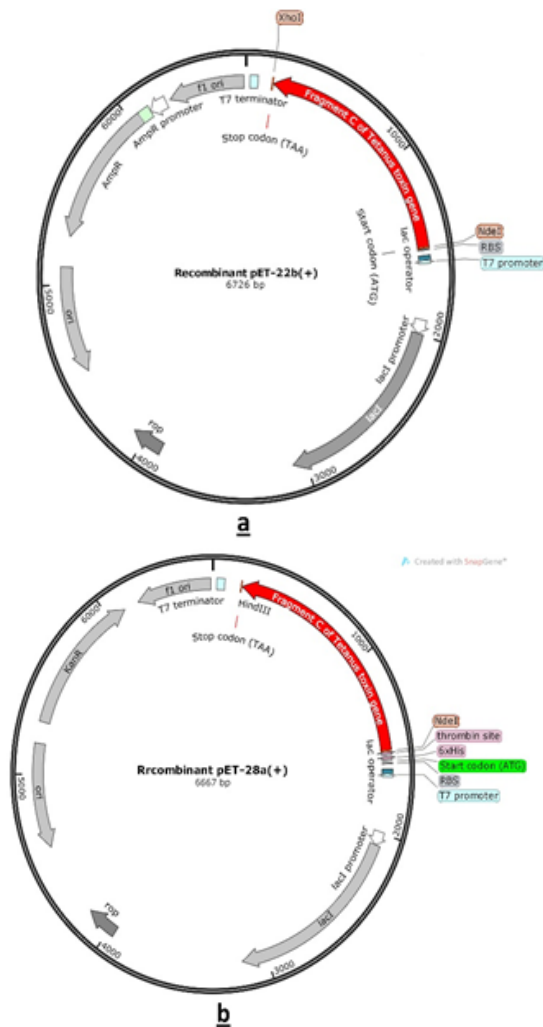 XhoI
f1 ori
T7 terminator
Stop codon (TAA)
AmpR promoter
AmpR
6000
Fragment C of Tetanus toxin gene
1000
NdeI
RBS
T7 promoter
lac operator
Start codon (ATG)
Recombinant pET-22b(+)
6726 bp
2000
lacI promoter
lacI
3000
rop
4000
ori
5000
a
Created with SnapGene®
f1 ori
T7 terminator
HindIII
Stop codon (TAA)
6000
KanR
Fragment C of Tetanus toxin gene
1000
NdeI
thrombin site
6xHis
Start codon (ATG)
RBS
T7 promoter
lac operator
Rrcombinant pET-28a(+)
6667 bp
2000
lacI promoter
lacI
3000
rop
4000
ori
5000
b